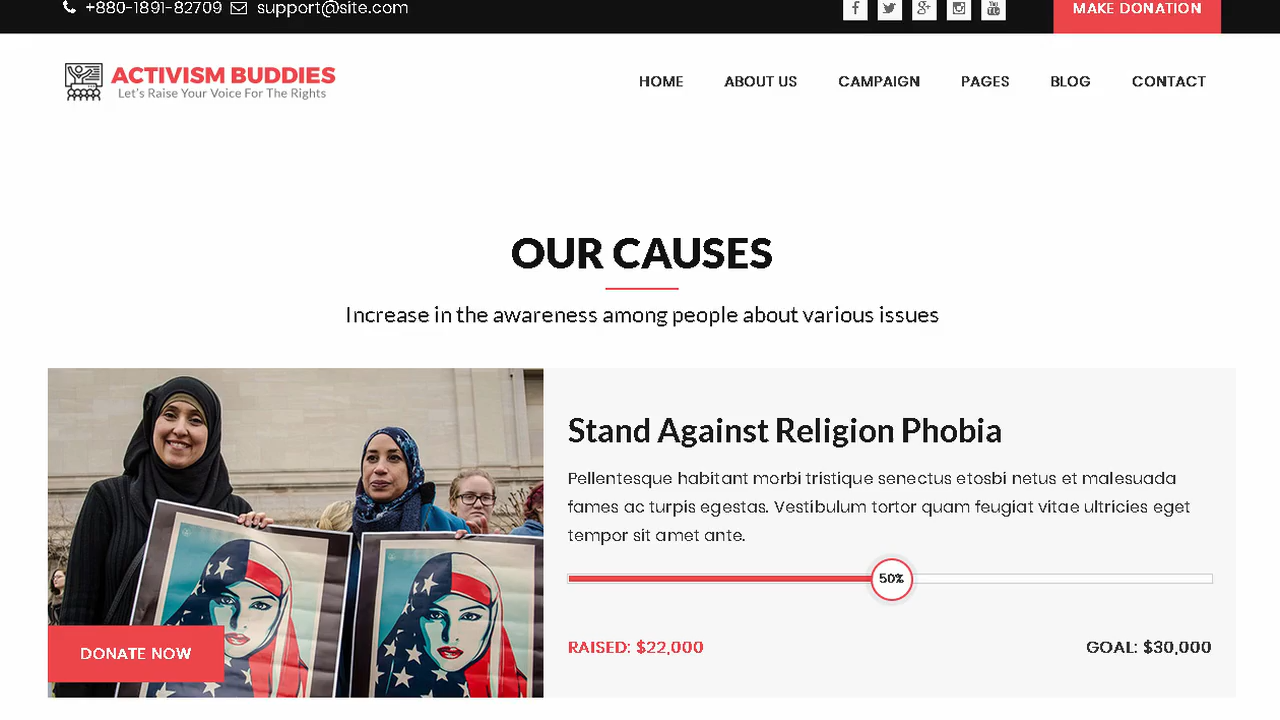 +880-1891-82709 support@site.com
MAKE DONATION
ACTIVISM BUDDIES
Let's Raise Your Voice For The Rights
HOME ABOUT US CAMPAIGN PAGES BLOG CONTACT
OUR CAUSES
Increase in the awareness among people about various issues
Stand Against Religion Phobia
Pellentesque habitant morbi tristique senectus etosbi netus et malesuada
fames ac turpis egestas. Vestibulum tortor quam feugiat vitae ultricies eget
tempor sit amet ante.
50%
RAISED: $22,000 GOAL: $30,000
DONATE NOW